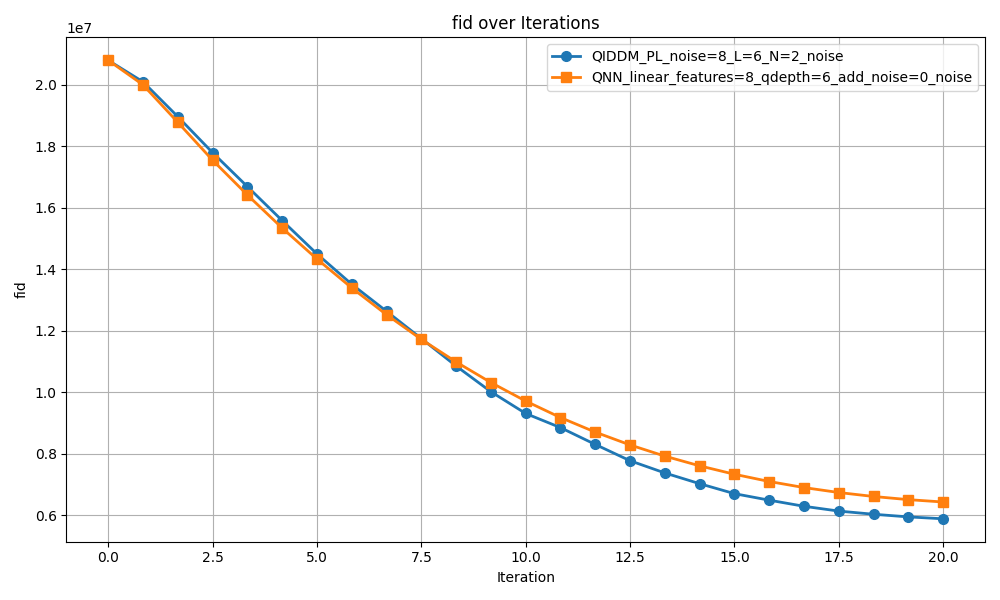 fid over Iterations
1e7
QIDDM_PL_noise=8_L=6_N=2_noise
QNN_linear_features=8_qdepth=6_add_noise=0_noise
2.0
1.8
1.6
1.4
1.2
1.0
0.8
0.6
fid
0.0 2.5 5.0 7.5 10.0 12.5 15.0 17.5 20.0
Iteration